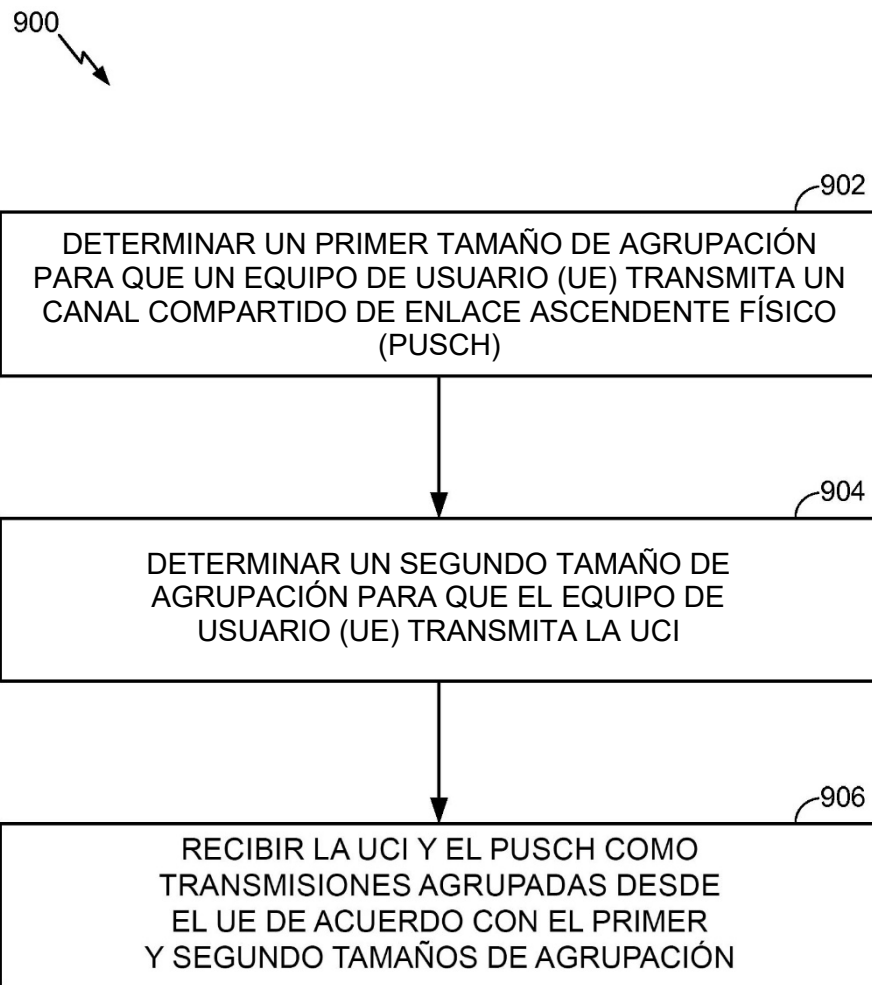 900
902
DETERMINAR UN PRIMER TAMAÑO DE AGRUPACIÓN
PARA QUE UN EQUIPO DE USUARIO (UE) TRANSMITA UN
CANAL COMPARTIDO DE ENLACE ASCENDENTE FÍSICO
(PUSCH)
904
DETERMINAR UN SEGUNDO TAMAÑO DE
AGRUPACIÓN PARA QUE EL EQUIPO DE
USUARIO (UE) TRANSMITA LA UCI
906
RECIBIR LA UCI Y EL PUSCH COMO
TRANSMISIONES AGRUPADAS DESDE
EL UE DE ACUERDO CON EL PRIMER
Y SEGUNDO TAMAÑOS DE AGRUPACIÓN